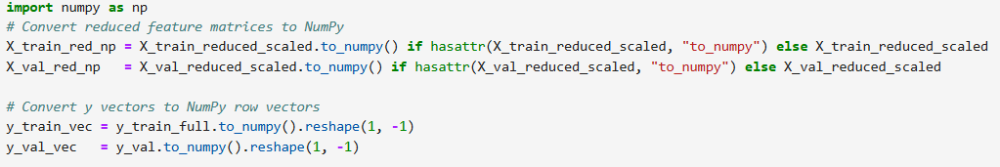 import numpy as np
# Convert reduced feature matrices to NumPy
X_train_red_np = X_train_reduced_scaled.to_numpy() if hasattr(X_train_reduced_scaled, "to_numpy") else X_train_reduced_scaled
X_val_red_np   = X_val_reduced_scaled.to_numpy() if hasattr(X_val_reduced_scaled, "to_numpy") else X_val_reduced_scaled

# Convert y vectors to NumPy row vectors
y_train_vec = y_train_full.to_numpy().reshape(1, -1)
y_val_vec   = y_val.to_numpy().reshape(1, -1)